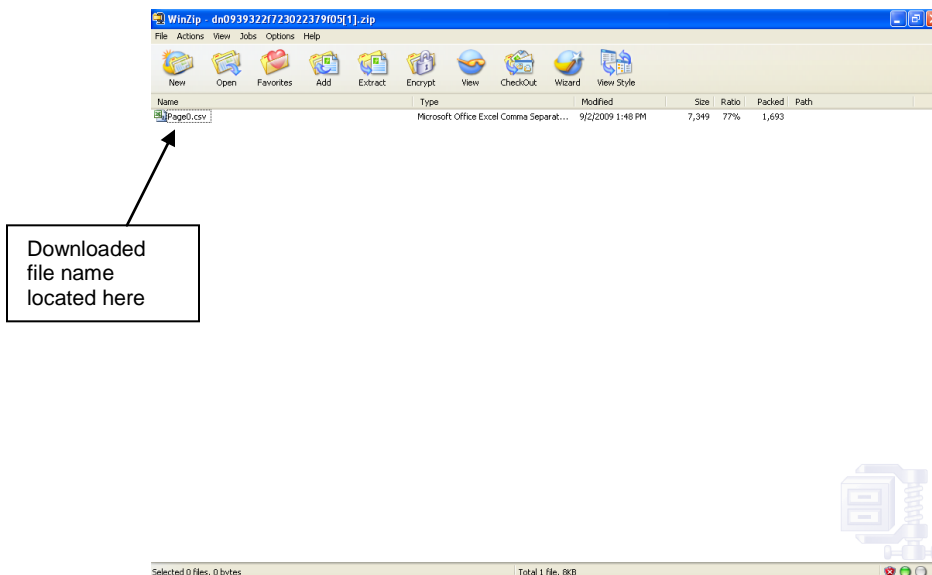 WinZip - dn0939322f723022379f05[1].zip
File Actions View Jobs Options Help
New Open Favorites Add Extract Encrypt View CheckOut Wizard View Style
Name Type Modified Size Ratio Packed Path
Page0.csv Microsoft Office Excel Comma Separat... 9/2/2009 1:48 PM 7,349 77% 1,693
Downloaded
file name
located here
Selected 0 files, 0 bytes Total 1 file, 8KB